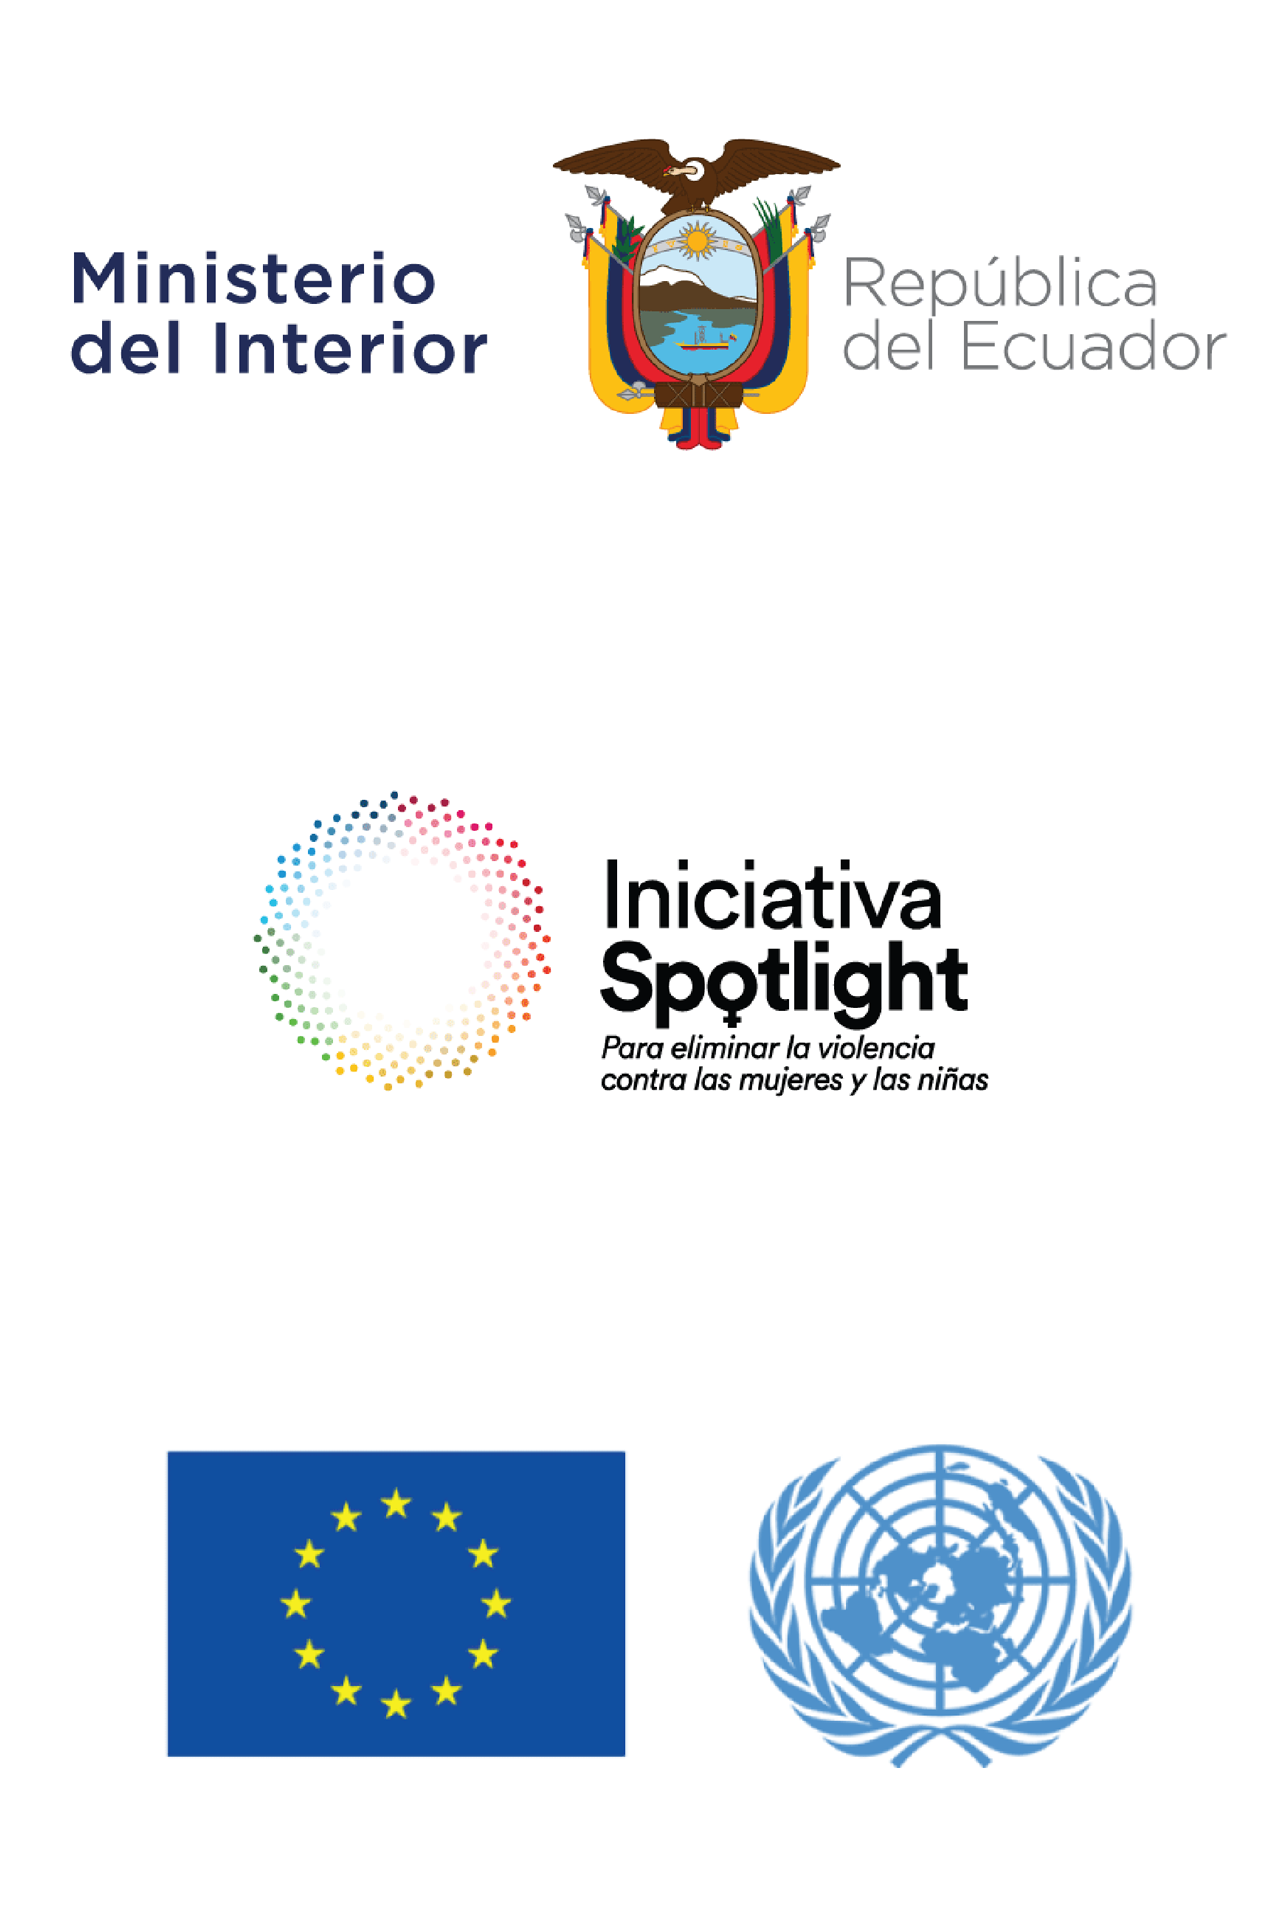 Ministerio
del Interior
República
del Ecuador
Iniciativa
Spotlight
Para eliminar la violencia
contra las mujeres y las niñas